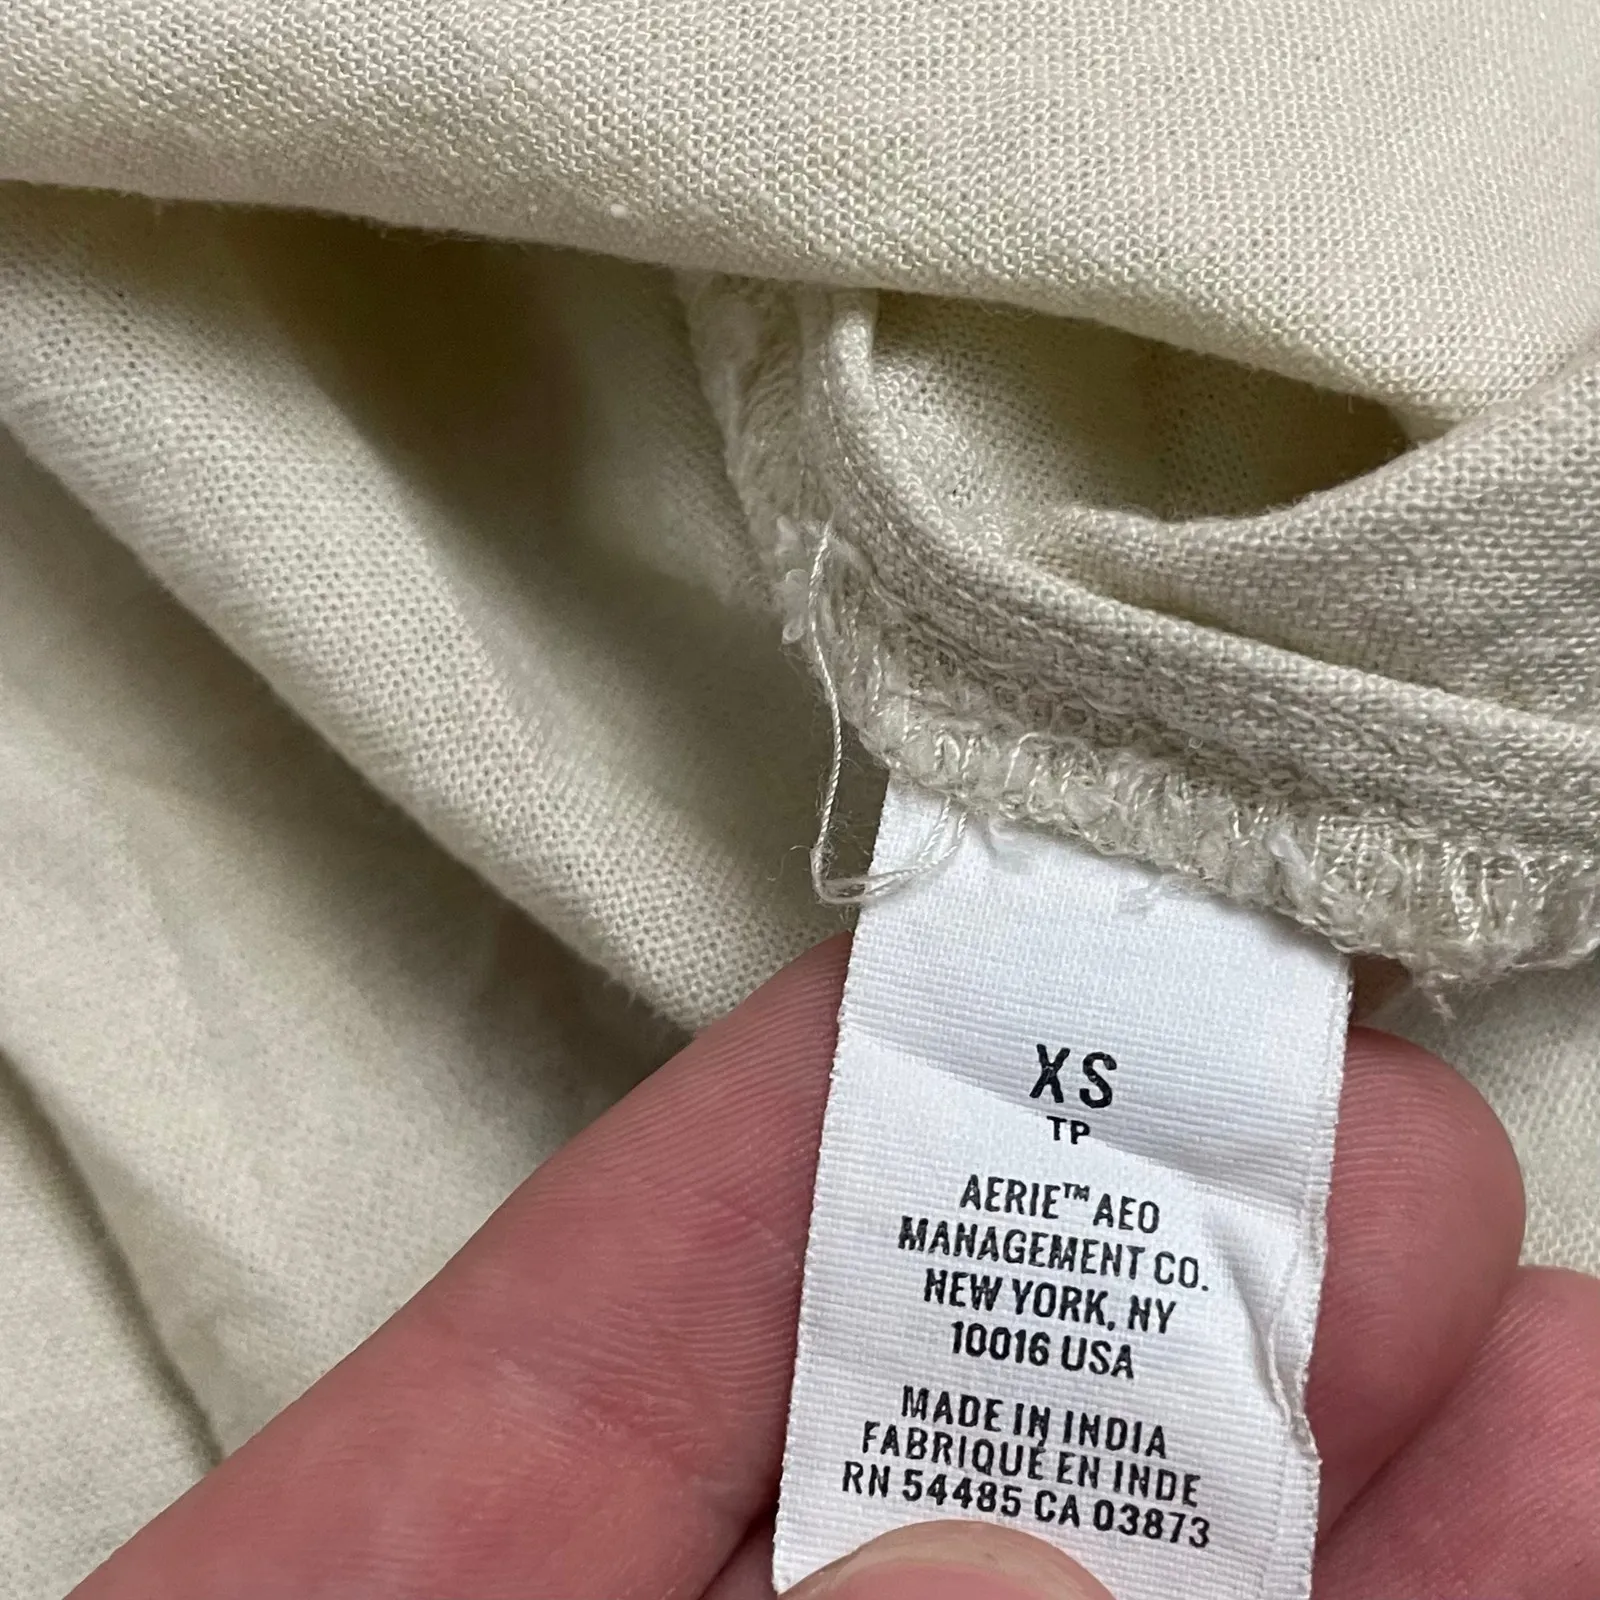 XS
TP
AERIE™ AEO
MANAGEMENT CO.
NEW YORK, NY
10016 USA
MADE IN INDIA
FABRIQUÉ EN INDE
RN 54485 CA 03873